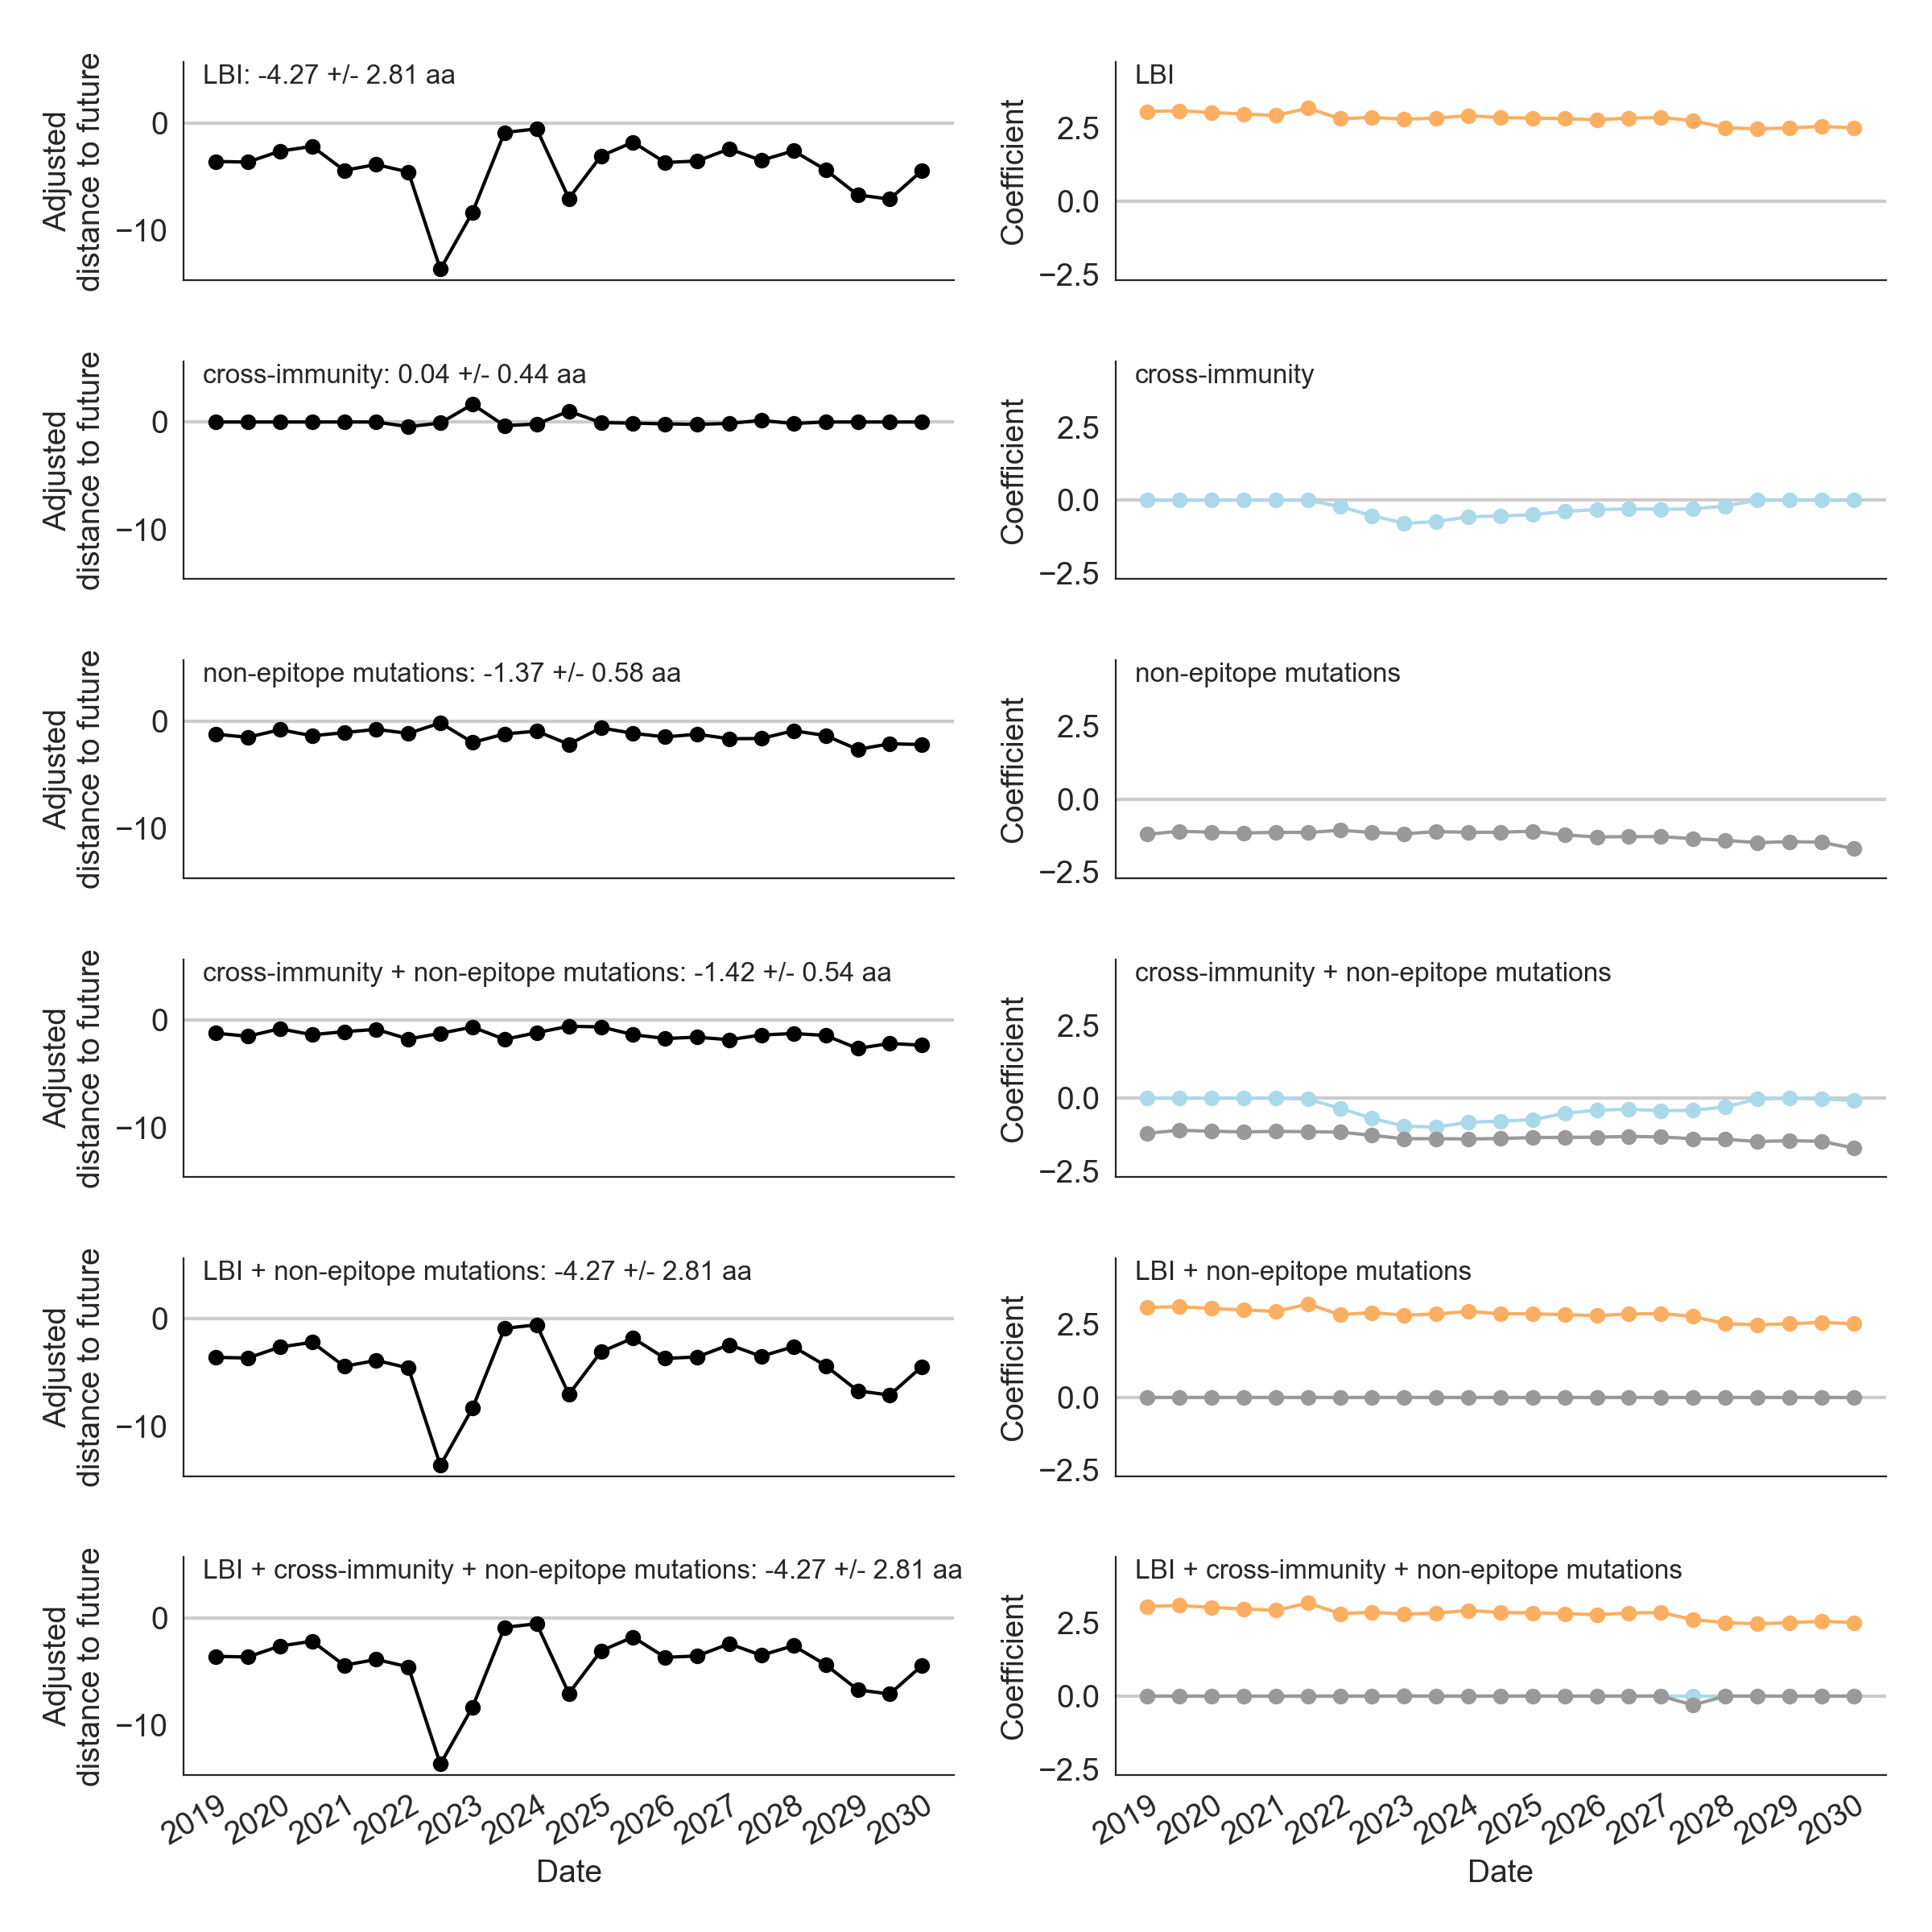 LBI: -4.27 +/- 2.81 aa
Adjusted
distance to future
0
−10
LBI
Coefficient
2.5
0.0
−2.5
cross-immunity: 0.04 +/- 0.44 aa
Adjusted
distance to future
0
−10
cross-immunity
Coefficient
2.5
0.0
−2.5
non-epitope mutations: -1.37 +/- 0.58 aa
Adjusted
distance to future
0
−10
non-epitope mutations
Coefficient
2.5
0.0
−2.5
cross-immunity + non-epitope mutations: -1.42 +/- 0.54 aa
Adjusted
distance to future
0
−10
cross-immunity + non-epitope mutations
Coefficient
2.5
0.0
−2.5
LBI + non-epitope mutations: -4.27 +/- 2.81 aa
Adjusted
distance to future
0
−10
LBI + non-epitope mutations
Coefficient
2.5
0.0
−2.5
LBI + cross-immunity + non-epitope mutations: -4.27 +/- 2.81 aa
Adjusted
distance to future
0
−10
2019 2020 2021 2022 2023 2024 2025 2026 2027 2028 2029 2030
Date
LBI + cross-immunity + non-epitope mutations
Coefficient
2.5
0.0
−2.5
2019 2020 2021 2022 2023 2024 2025 2026 2027 2028 2029 2030
Date